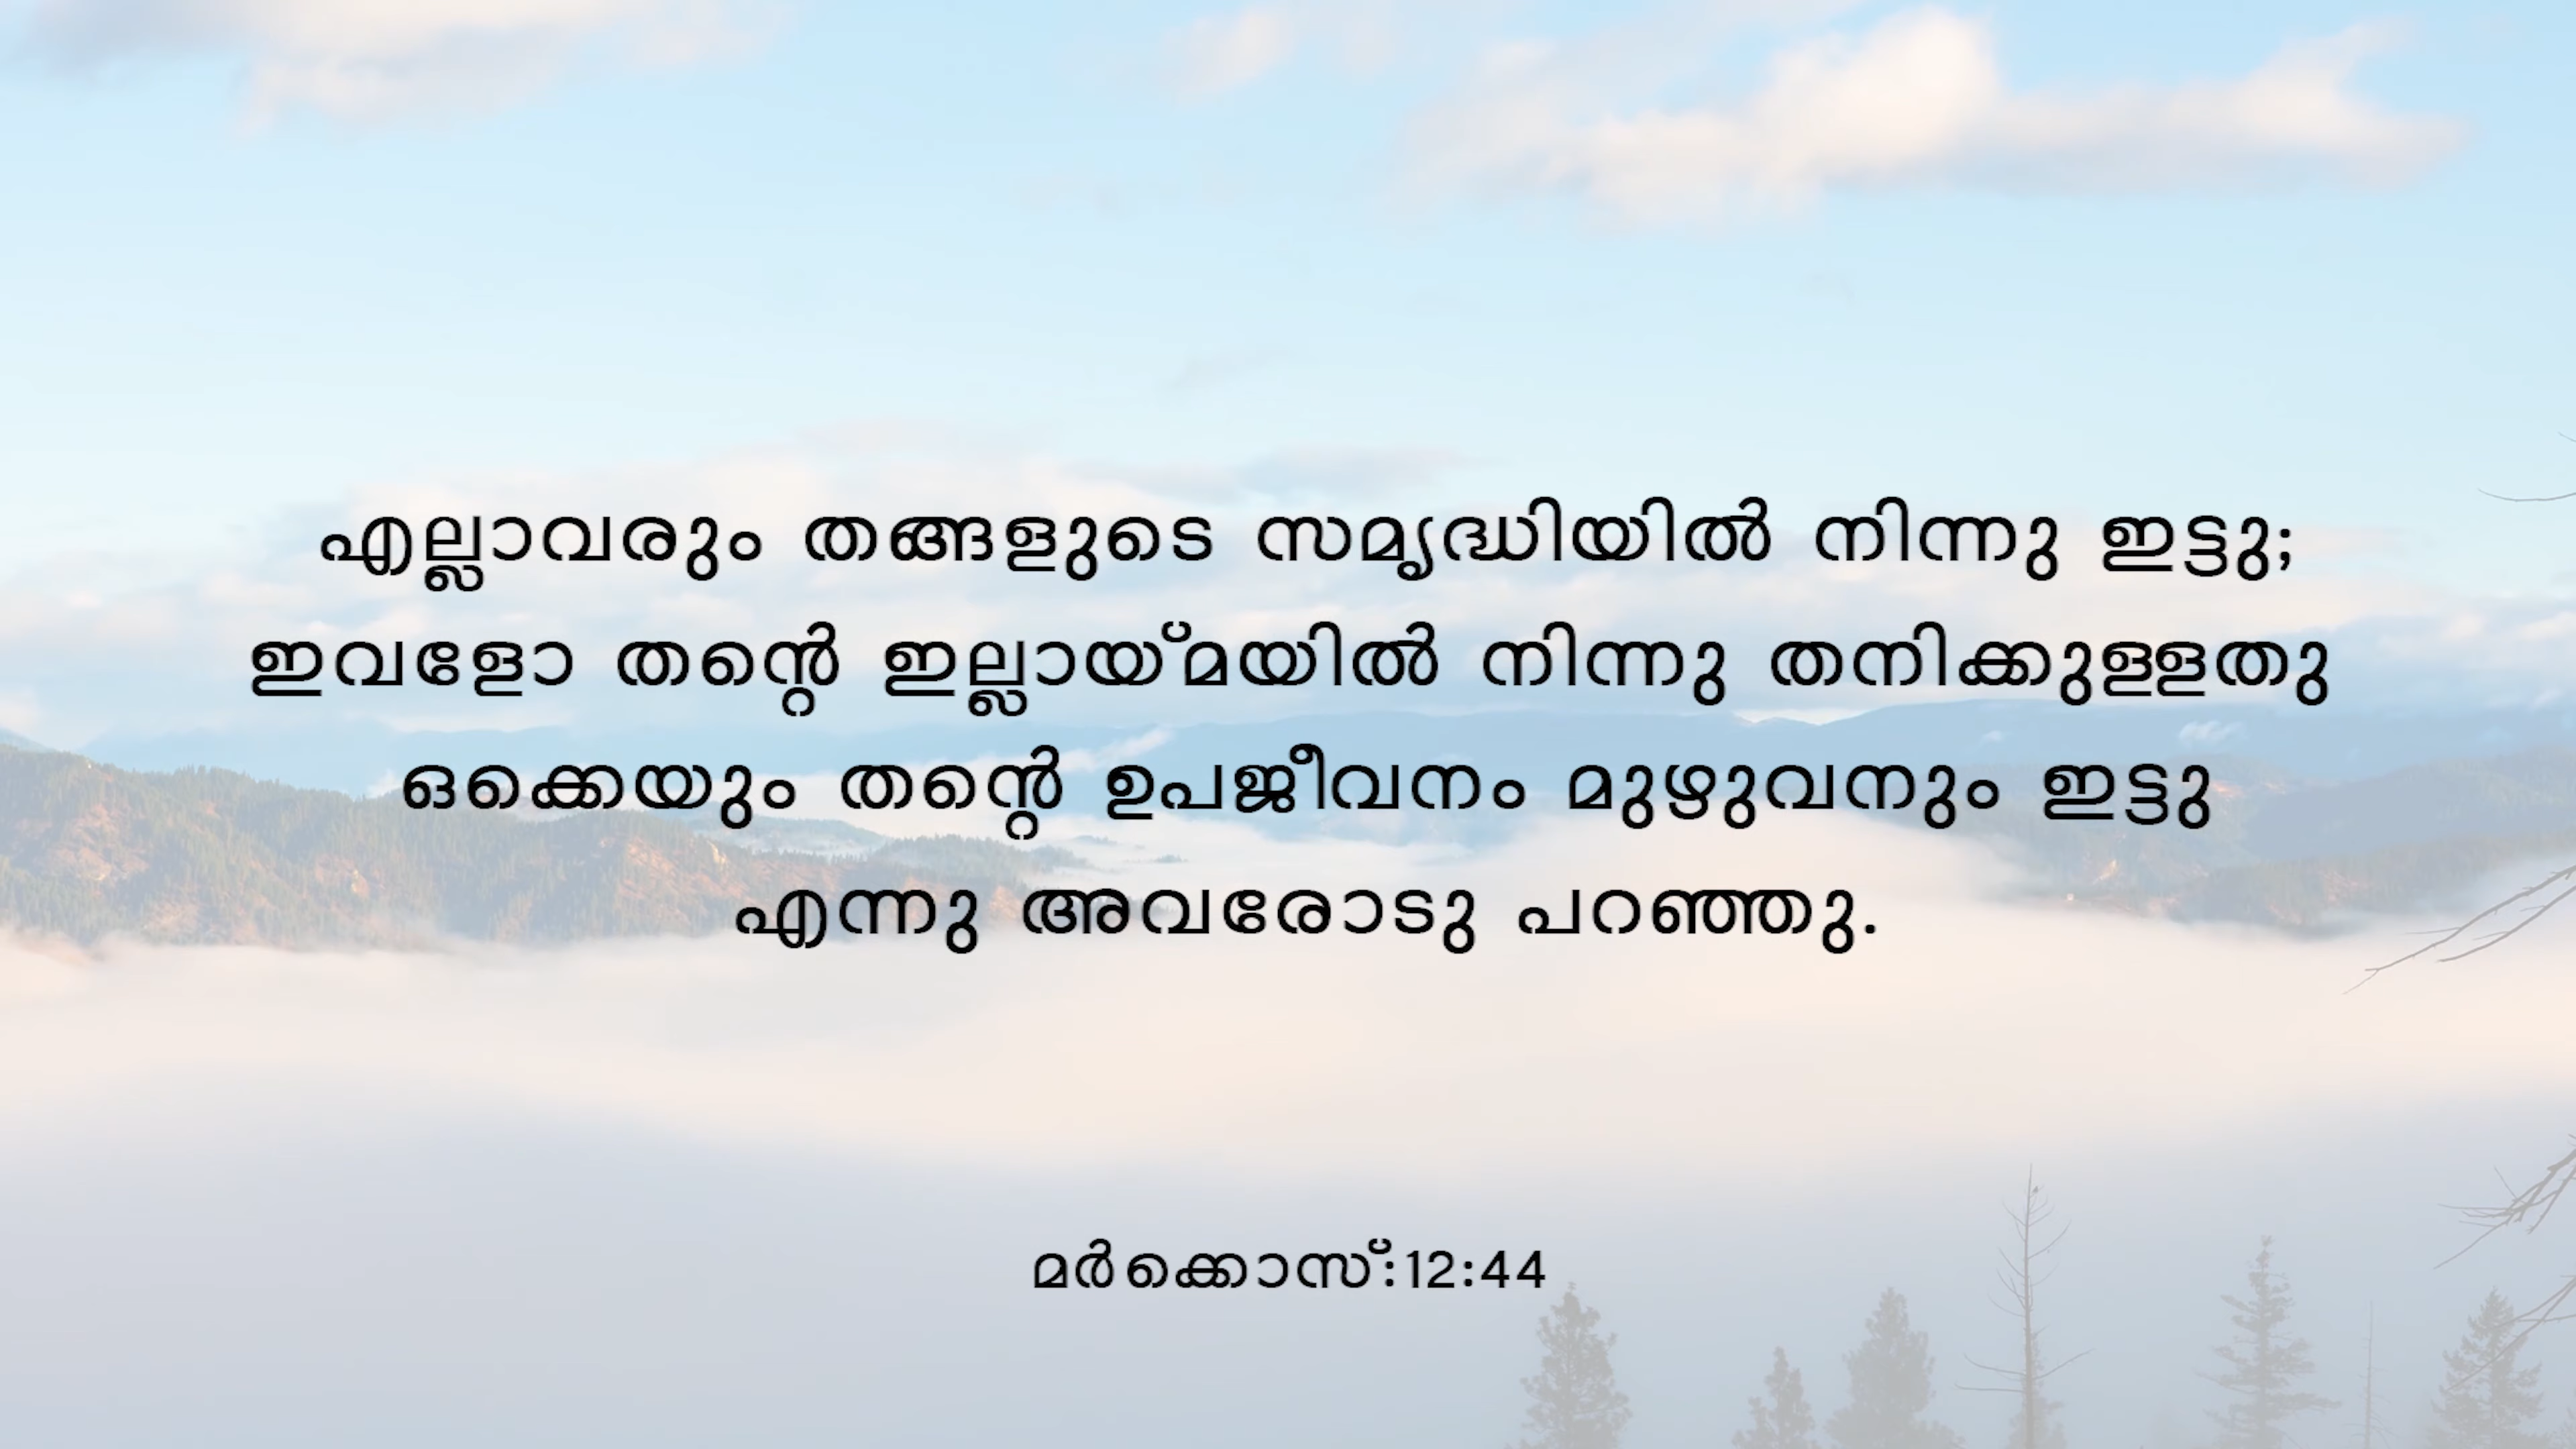 എല്ലാവരും തങ്ങളുടെ സമൃദ്ധിയിൽ നിന്നു ഇട്ടു;
ഇവളോ തന്റെ ഇല്ലായ്മയിൽ നിന്നു തനിക്കുള്ളതു
ഒക്കെയും തന്റെ ഉപജീവനം മുഴുവനും ഇട്ടു
എന്നു അവരോടു പറഞ്ഞു.
മർക്കൊസ്:12:44